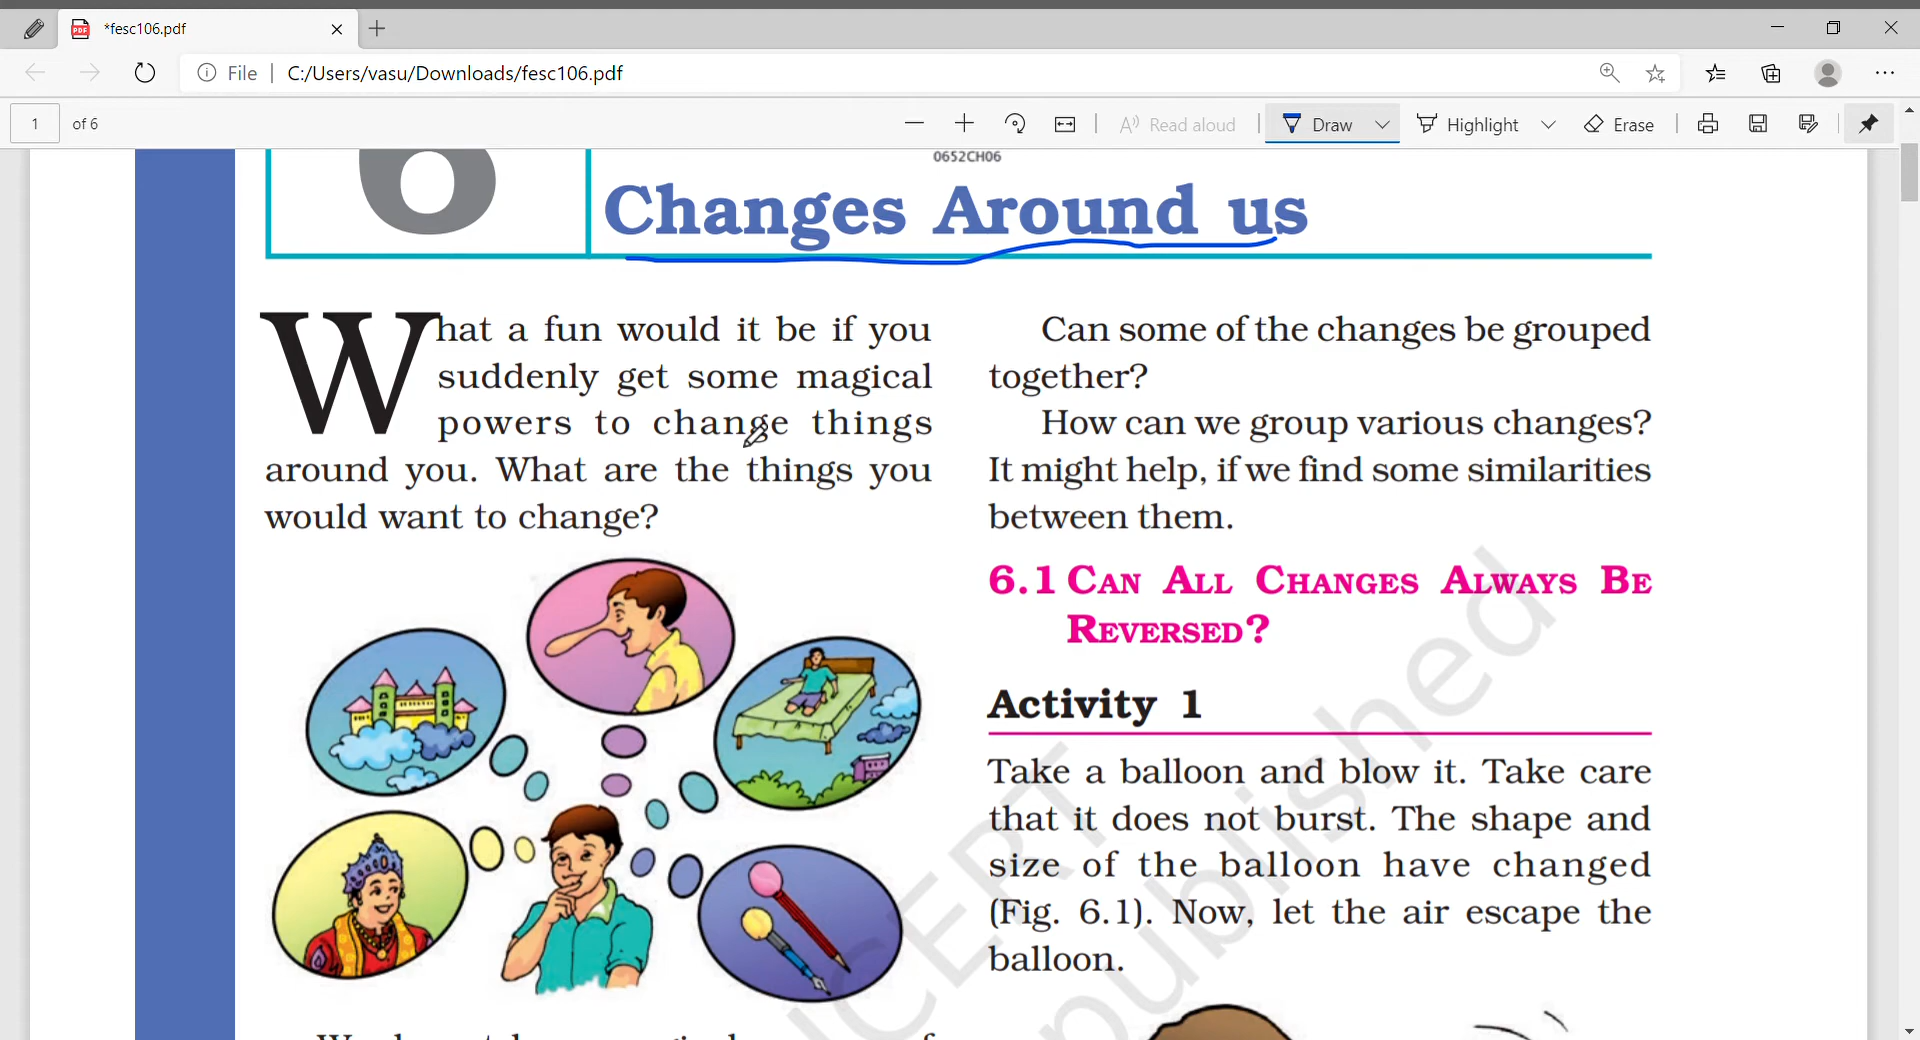 *fesc106.pdf
File
C:/Users/vasu/Downloads/fesc106.pdf
1 of 6
Read aloud
Draw
Highlight
Erase
0652CH06
6
Changes Around us
What a fun would it be if you
suddenly get some magical
powers to change things
around you. What are the things you
would want to change?
Can some of the changes be grouped
together?
How can we group various changes?
It might help, if we find some similarities
between them.
6.1 CAN ALL CHANGES ALWAYS BE
REVERSED?
Activity 1
Take a balloon and blow it. Take care
that it does not burst. The shape and
size of the balloon have changed
(Fig. 6.1). Now, let the air escape the
balloon.
published